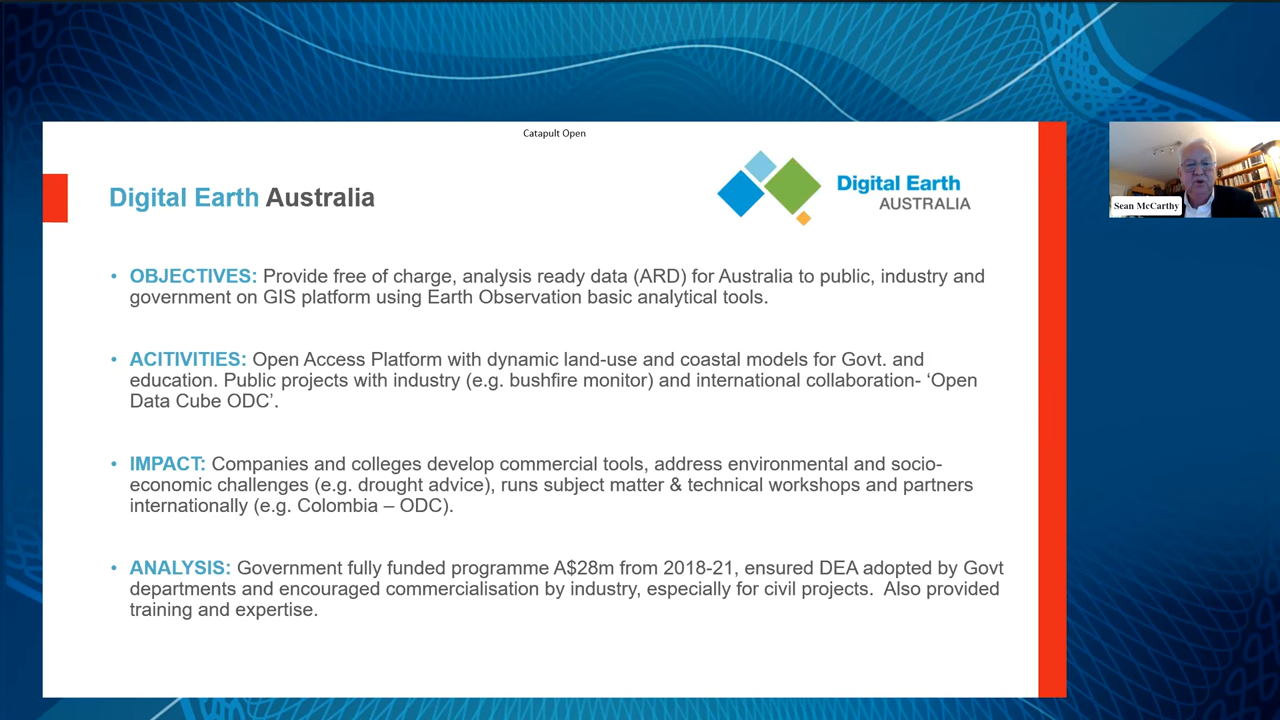 Catapult Open
Digital Earth Australia
Digital Earth
AUSTRALIA
Sean McCarthy
• OBJECTIVES: Provide free of charge, analysis ready data (ARD) for Australia to public, industry and
government on GIS platform using Earth Observation basic analytical tools.
• ACITIVITIES: Open Access Platform with dynamic land-use and coastal models for Govt. and
education. Public projects with industry (e.g. bushfire monitor) and international collaboration- ‘Open
Data Cube ODC’.
• IMPACT: Companies and colleges develop commercial tools, address environmental and socio-
economic challenges (e.g. drought advice), runs subject matter & technical workshops and partners
internationally (e.g. Colombia – ODC).
• ANALYSIS: Government fully funded programme A$28m from 2018-21, ensured DEA adopted by Govt
departments and encouraged commercialisation by industry, especially for civil projects.  Also provided
training and expertise.